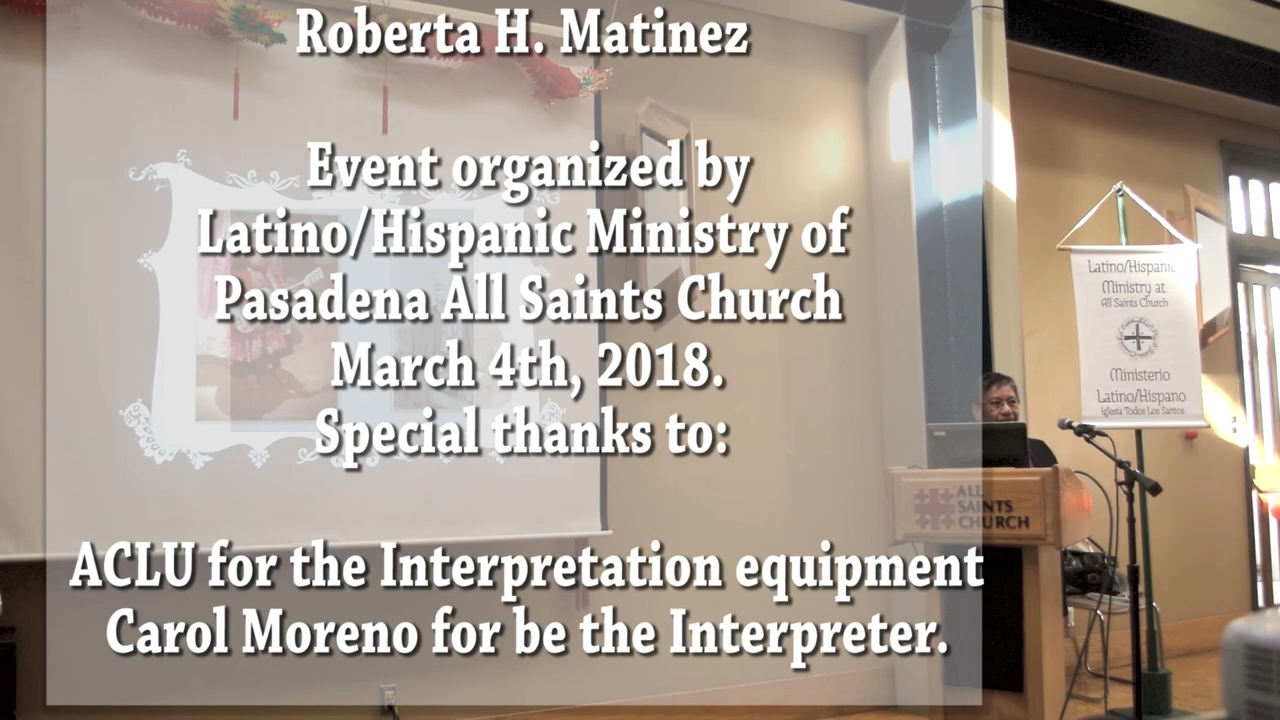 Roberta H. Matinez
Event organized by
Latino/Hispanic Ministry of
Pasadena All Saints Church
March 4th, 2018.
Special thanks to:
ACLU for the Interpretation equipment
Carol Moreno for be the Interpreter.
Latino/Hispanic
Ministry at
All Saints Church
Ministerio
Latino/Hispano
Iglesia Todos Los Santos
ALL
SAINTS
CHURCH